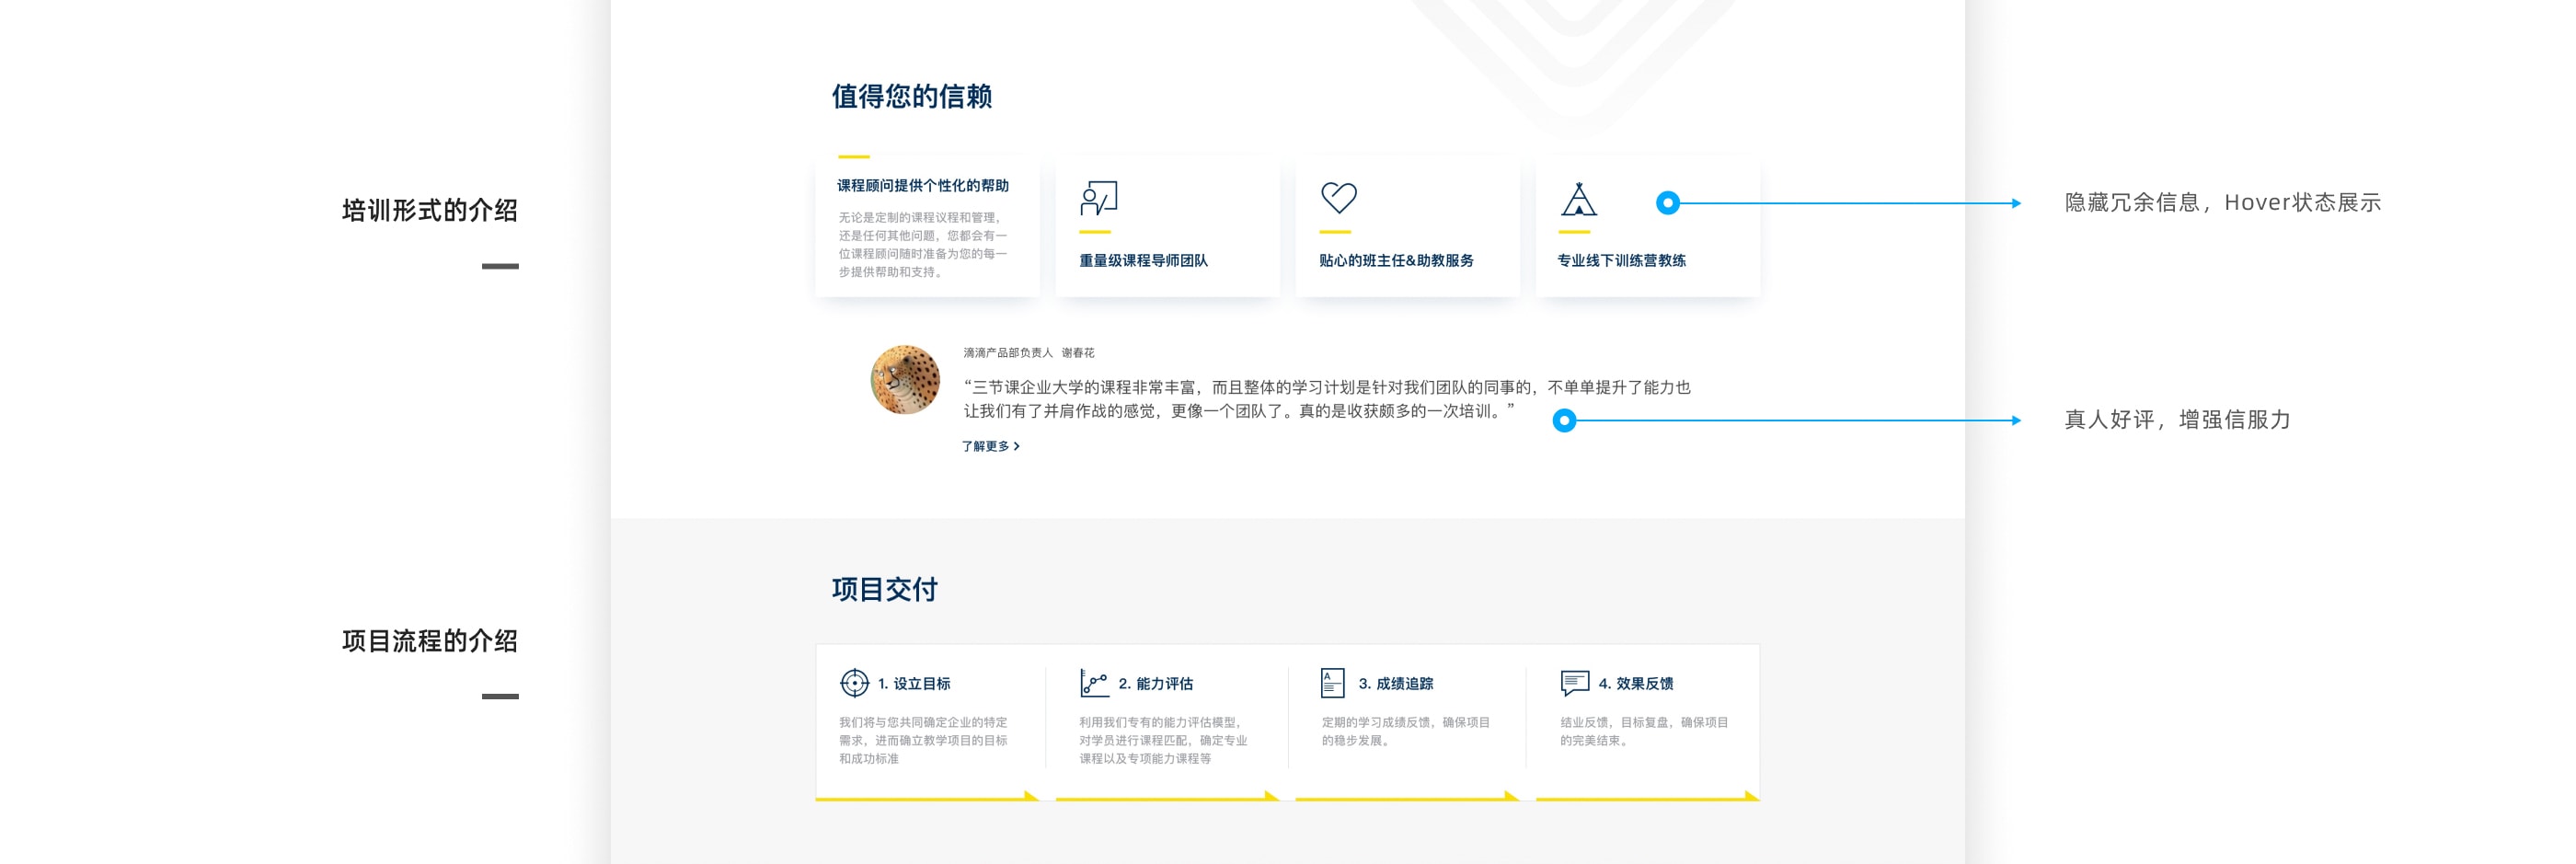 值得您的信赖
培训形式的介绍
课程顾问提供个性化的帮助
无论是定制的课程议程和管理，
还是任何其他问题，您都会有一
位课程顾问随时准备为您的每一
步提供帮助和支持。
重量级课程导师团队
贴心的班主任&助教服务
专业线下训练营教练
隐藏冗余信息，Hover状态展示
滴滴产品部负责人 谢春花
“三节课企业大学的课程非常丰富，而且整体的学习计划是针对我们团队的同事的，不单单提升了能力也
让我们有了并肩作战的感觉，更像一个团队了。真的是收获颇多的一次培训。”
了解更多
真人好评，增强信服力
项目交付
项目流程的介绍
1. 设立目标
我们将与您共同确定企业的特定
需求，进而确立教学项目的目标
和成功标准
2. 能力评估
利用我们专有的能力评估模型，
对学员进行课程匹配，确定专业
课程以及专项能力课程等
3. 成绩追踪
定期的学习成绩反馈，确保项目
的稳步发展。
4. 效果反馈
结业反馈，目标复盘，确保项目
的完美结束。